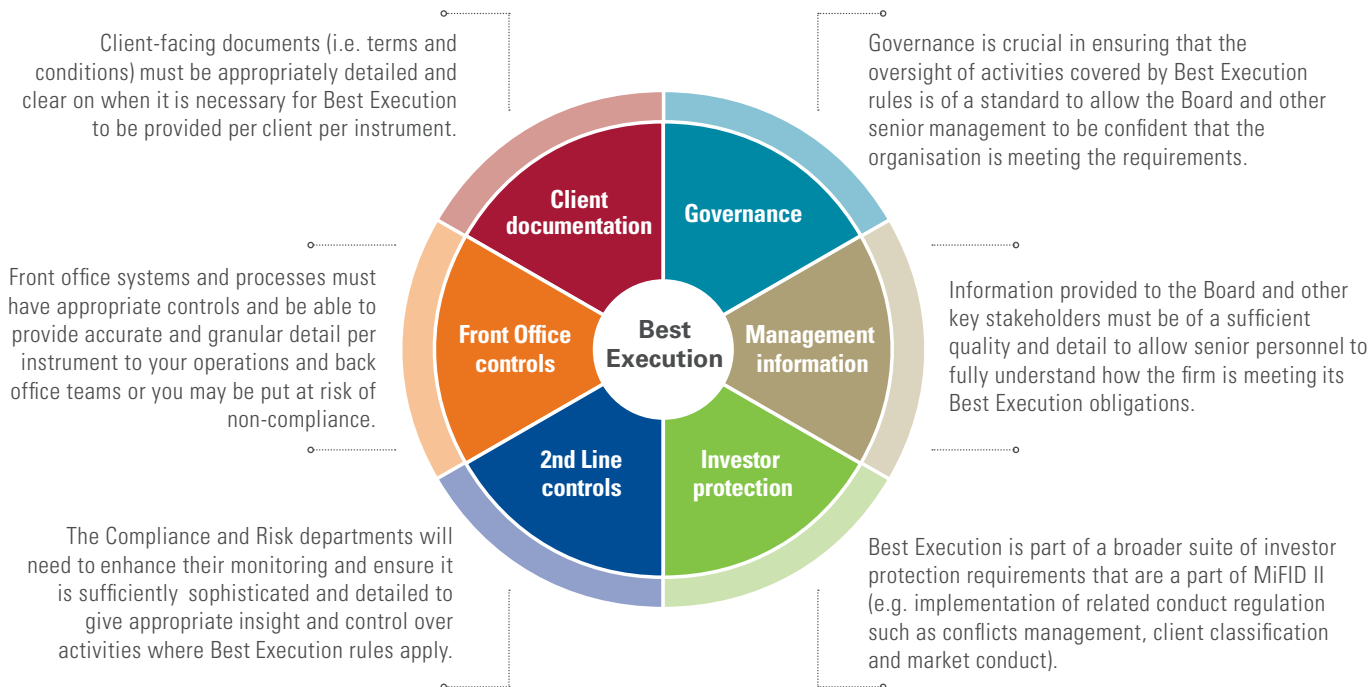 Client-facing documents (i.e. terms and
conditions) must be appropriately detailed and
clear on when it is necessary for Best Execution
to be provided per client per instrument.
Governance is crucial in ensuring that the
oversight of activities covered by Best Execution
rules is of a standard to allow the Board and other
senior management to be confident that the
organisation is meeting the requirements.
Client
documentation
Governance
Front office systems and processes must
have appropriate controls and be able to
provide accurate and granular detail per
instrument to your operations and back
office teams or you may be put at risk of
non-compliance.
Front Office
controls
Best
Execution
Management
information
Information provided to the Board and other
key stakeholders must be of a sufficient
quality and detail to allow senior personnel to
fully understand how the firm is meeting its
Best Execution obligations.
2nd Line
controls
Investor
protection
The Compliance and Risk departments will
need to enhance their monitoring and ensure it
is sufficiently sophisticated and detailed to
give appropriate insight and control over
activities where Best Execution rules apply.
Best Execution is part of a broader suite of investor
protection requirements that are a part of MiFID II
(e.g. implementation of related conduct regulation
such as conflicts management, client classification
and market conduct).